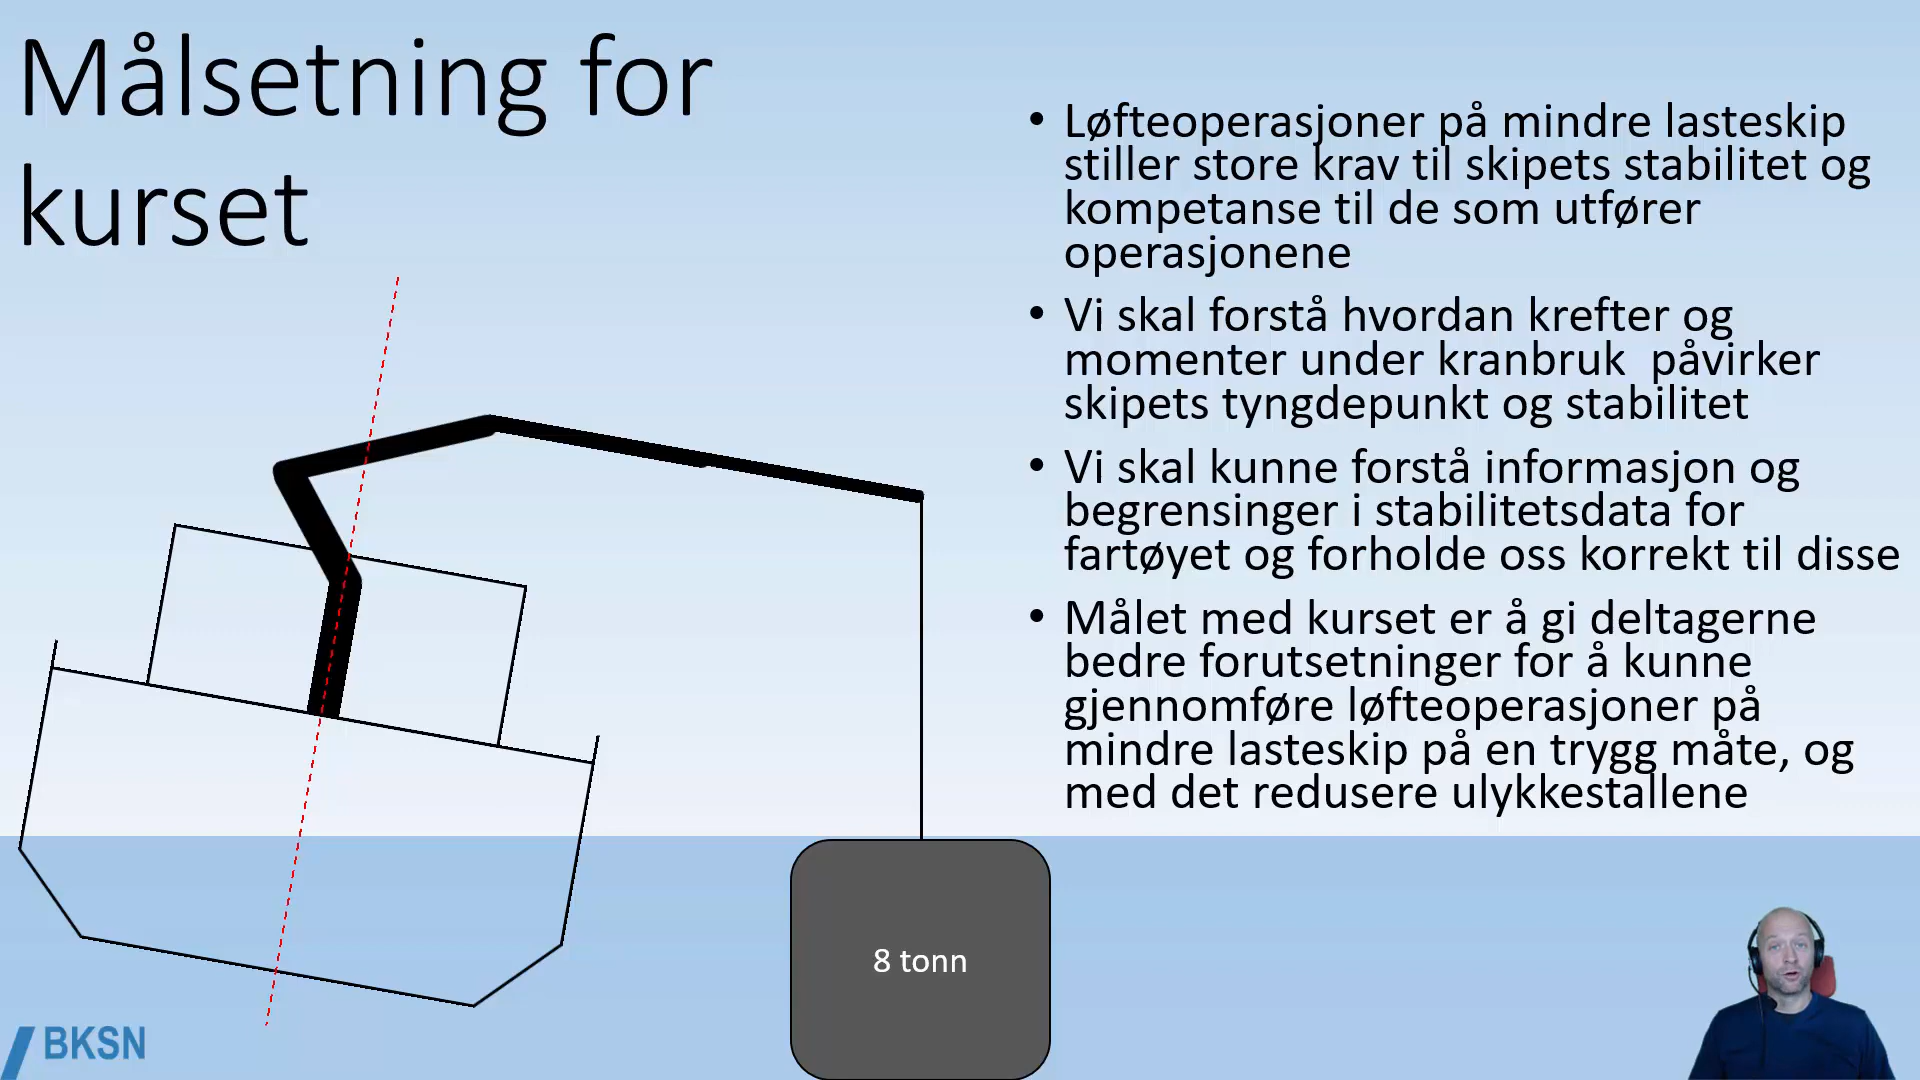 Målsetning for
kurset
• Løfteoperasjoner på mindre lasteskip
stiller store krav til skipets stabilitet og
kompetanse til de som utfører
operasjonene
• Vi skal forstå hvordan krefter og
momenter under kranbruk  påvirker
skipets tyngdepunkt og stabilitet
• Vi skal kunne forstå informasjon og
begrensinger i stabilitetsdata for
fartøyet og forholde oss korrekt til disse
• Målet med kurset er å gi deltagerne
bedre forutsetninger for å kunne
gjennomføre løfteoperasjoner på
mindre lasteskip på en trygg måte, og
med det redusere ulykkestallene
8 tonn
BKSN